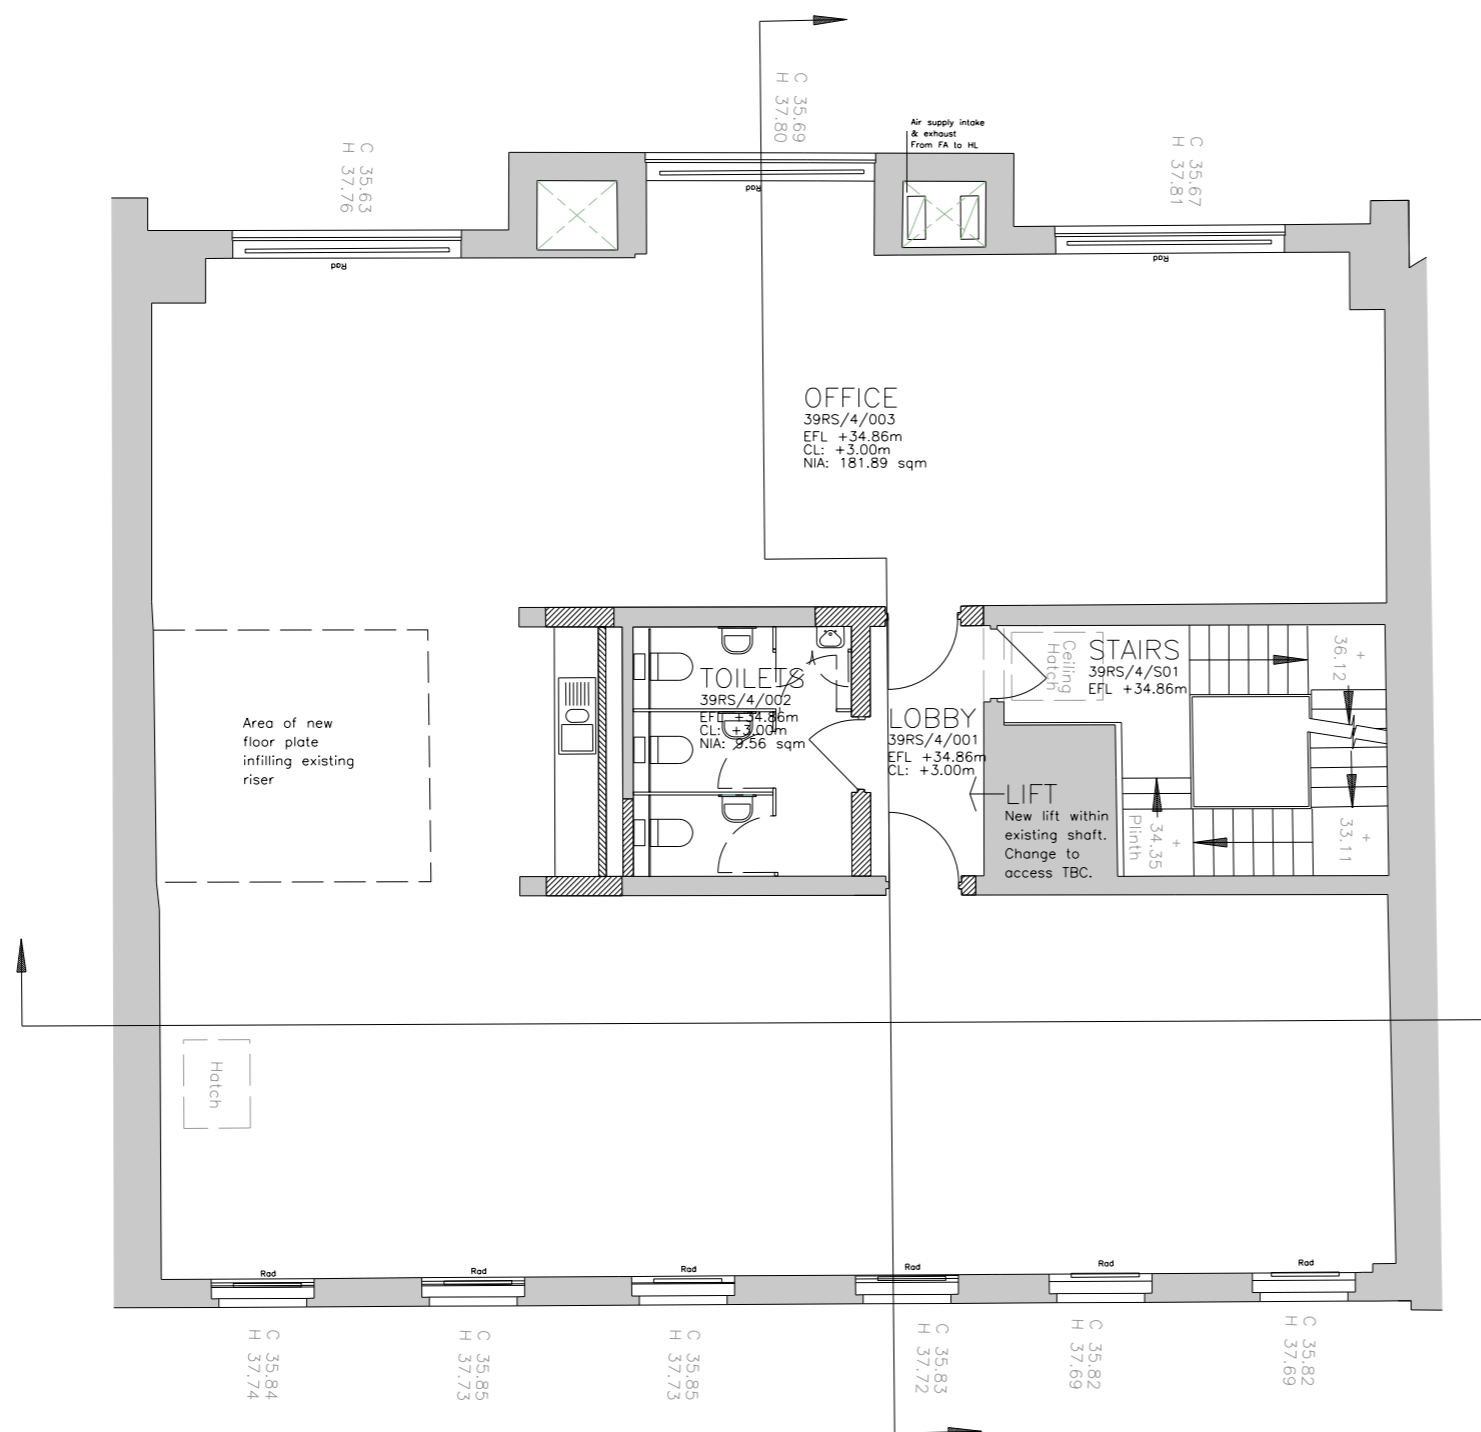 C 35.69
H 37.80
Air supply intake
& exhaust
From FA to HL
C 35.63
H 37.76
C 35.67
H 37.81
Rad
Rad
Rad
OFFICE
39RS/4/003
EFL +34.86m
CL: +3.00m
NIA: 181.89 sqm
Ceiling
Hatch
STAIRS
39RS/4/S01
EFL +34.86m
+
36.12
TOILETS
39RS/4/002
EFL +34.86m
CL: +3.00m
NIA: 9.56 sqm
LOBBY
39RS/4/001
EFL +34.86m
CL: +3.00m
Area of new
floor plate
infilling existing
riser
LIFT
New lift within
existing shaft.
Change to
access TBC.
+
34.35
Plinth
+
33.11
Hatch
Rad
Rad
Rad
Rad
Rad
Rad
C 35.84
H 37.74
C 35.85
H 37.73
C 35.85
H 37.73
C 35.83
H 37.72
C 35.82
H 37.69
C 35.82
H 37.69